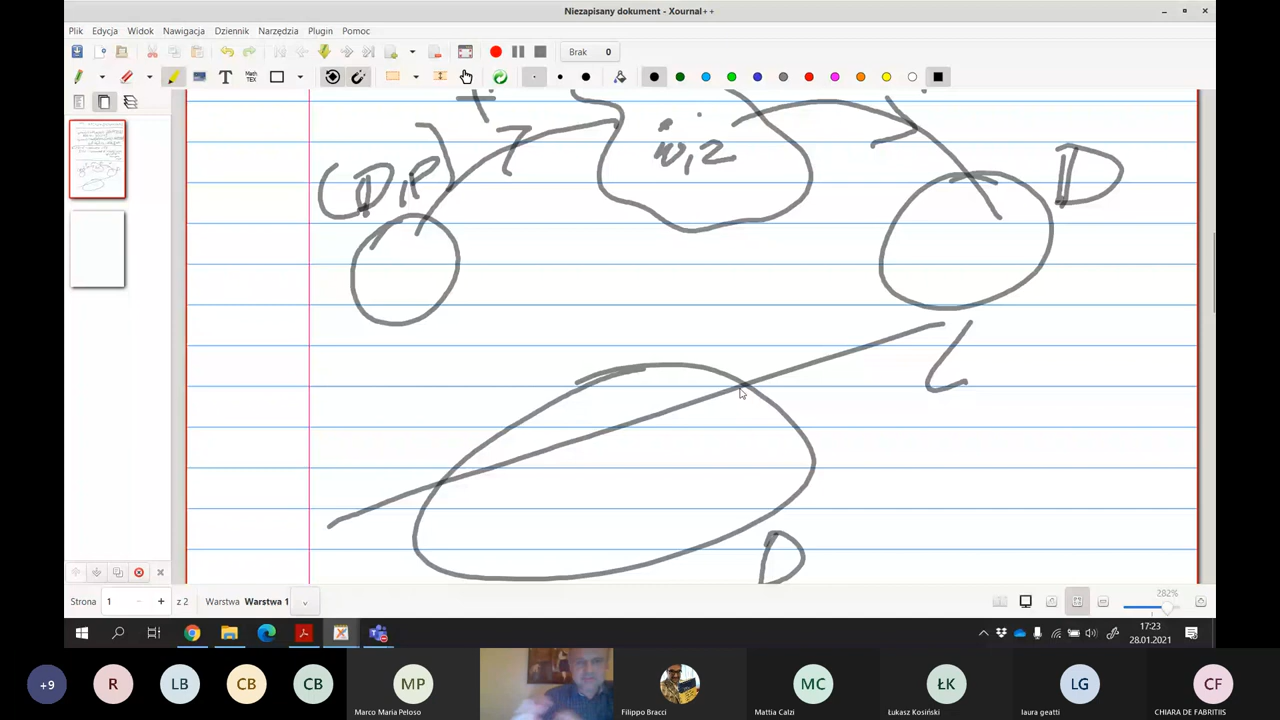 Niezapisany dokument - Xournal++
Plik Edycja Widok Nawigacja Dziennik Narzędzia Plugin Pomoc
Brak 0
T Math TEX
(D,P) ? w,z D
L
D
Strona 1 z 2 Warstwa Warstwa 1 282%
17:23
28.01.2021
+9 R LB CB CB MP MC ŁK LG CF
Marco Maria Peloso Filippo Bracci Mattia Calzi Łukasz Kosiński laura geatti CHIARA DE FABRITIIS